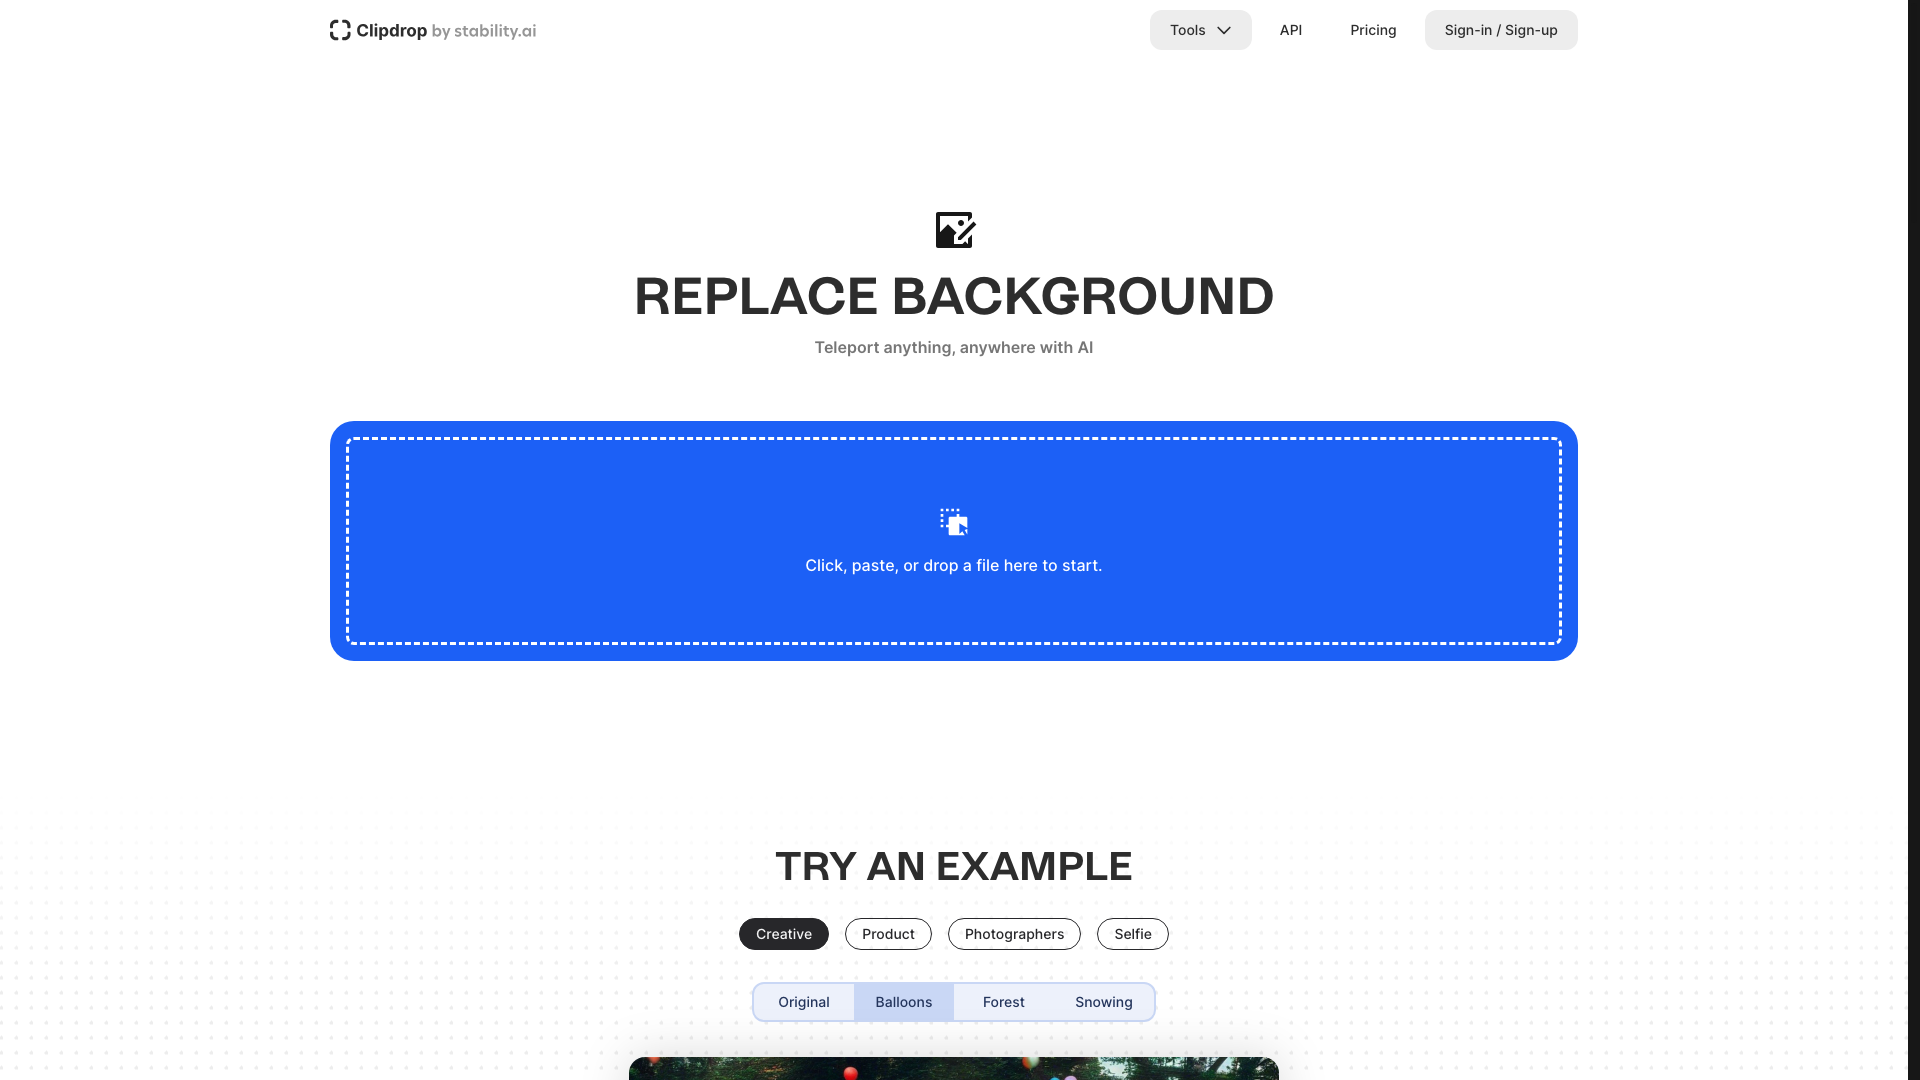 Clipdrop by stability.ai
Tools
API
Pricing
Sign-in / Sign-up
REPLACE BACKGROUND
Teleport anything, anywhere with AI
Click, paste, or drop a file here to start.
TRY AN EXAMPLE
Creative
Product
Photographers
Selfie
Original
Balloons
Forest
Snowing